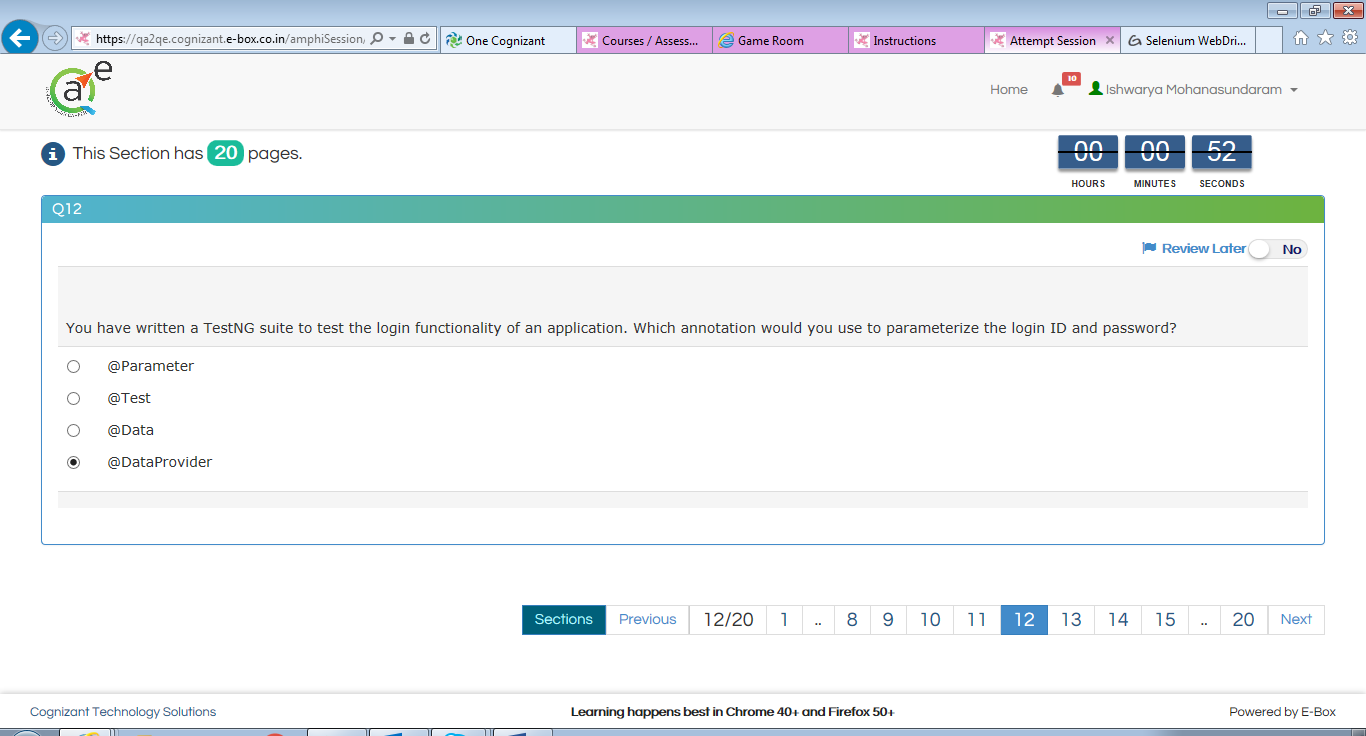 https://qa2qe.cognizant.e-box.co.in/amphiSession/
One Cognizant
Courses / Assess...
Game Room
Instructions
Attempt Session
Selenium WebDri...
a e
Home
10
Ishwarya Mohanasundaram
This Section has 20 pages.
00 00 52
HOURS MINUTES SECONDS
Q12
Review Later No
You have written a TestNG suite to test the login functionality of an application. Which annotation would you use to parameterize the login ID and password?
@Parameter
@Test
@Data
@DataProvider
Sections Previous 12/20 1 .. 8 9 10 11 12 13 14 15 .. 20 Next
Cognizant Technology Solutions
Learning happens best in Chrome 40+ and Firefox 50+
Powered by E-Box